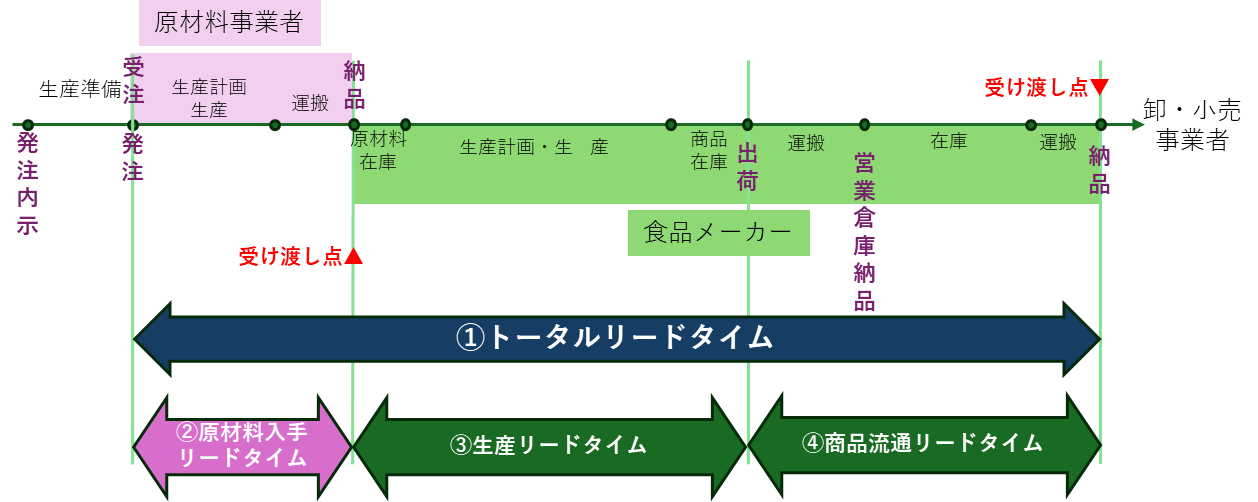 原材料事業者
生産準備
受注
生産計画
生産
運搬
納品
受け渡し点
卸・小売
事業者
発注内示
発注
原材料
在庫
生産計画・生　産
商品
在庫
出荷
運搬
営業倉庫納品
在庫
運搬
納品
食品メーカー
受け渡し点
①トータルリードタイム
②原材料入手
リードタイム
③生産リードタイム
④商品流通リードタイム